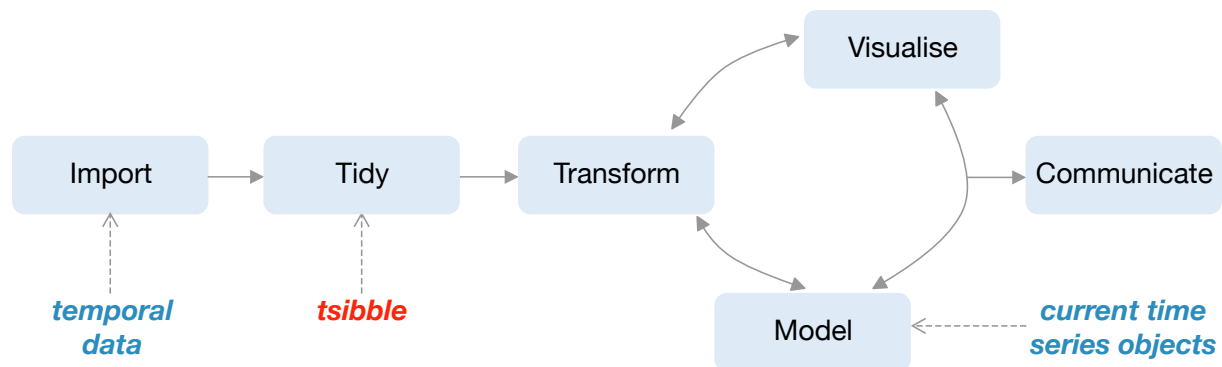 Visualise
Import
Tidy
Transform
Communicate
temporal
data
tsibble
Model
current time
series objects